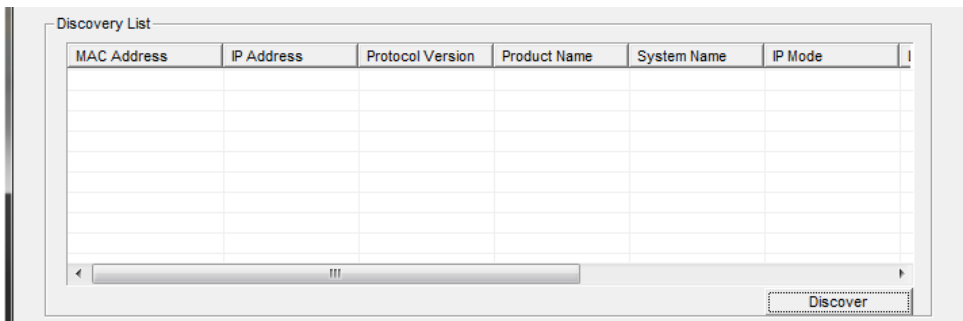 Discovery List
MAC Address IP Address Protocol Version Product Name System Name IP Mode
Discover